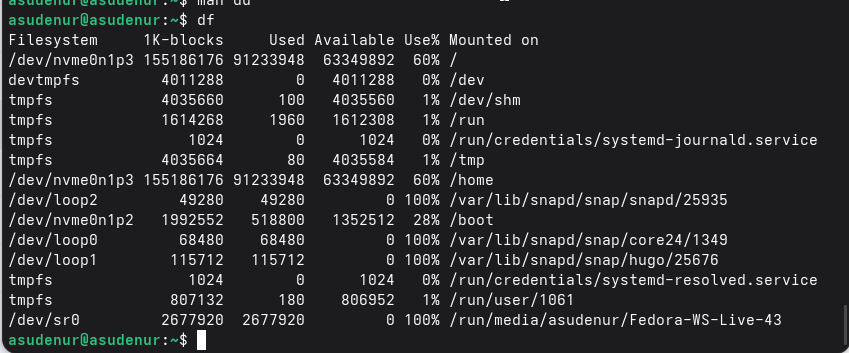 asudenur@asudenur:~$ man dd
asudenur@asudenur:~$ df
Filesystem     1K-blocks     Used Available Use% Mounted on
/dev/nvme0n1p3 155186176 91233948  63349892  60% /
devtmpfs         4011288        0   4011288   0% /dev
tmpfs            4035660      100   4035560   1% /dev/shm
tmpfs            1614268     1960   1612308   1% /run
tmpfs               1024        0      1024   0% /run/credentials/systemd-journald.service
tmpfs            4035664       80   4035584   1% /tmp
/dev/nvme0n1p3 155186176 91233948  63349892  60% /home
/dev/loop2         49280    49280         0 100% /var/lib/snapd/snap/snapd/25935
/dev/nvme0n1p2   1992552   518800   1352512  28% /boot
/dev/loop0         68480    68480         0 100% /var/lib/snapd/snap/core24/1349
/dev/loop1        115712   115712         0 100% /var/lib/snapd/snap/hugo/25676
tmpfs               1024        0      1024   0% /run/credentials/systemd-resolved.service
tmpfs             807132      180    806952   1% /run/user/1061
/dev/sr0         2677920  2677920         0 100% /run/media/asudenur/Fedora-WS-Live-43
asudenur@asudenur:~$